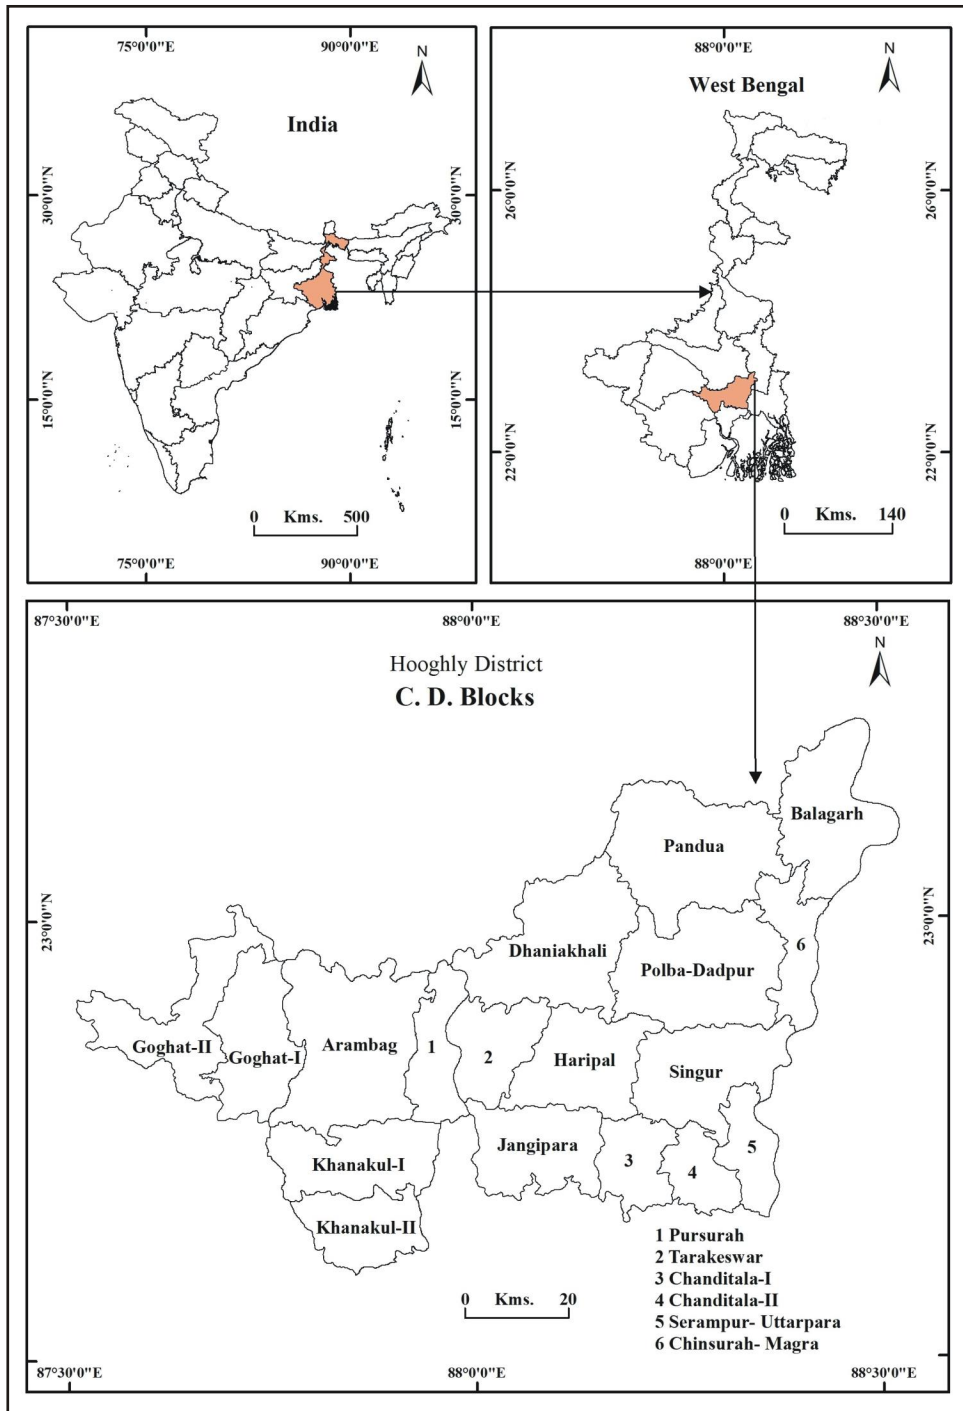 75°0'0"E
90°0'0"E
N
India
30°0'0"N
30°0'0"N
15°0'0"N
15°0'0"N
0 Kms. 500
75°0'0"E
90°0'0"E
88°0'0"E
N
West Bengal
26°0'0"N
26°0'0"N
22°0'0"N
22°0'0"N
0 Kms. 140
88°0'0"E
87°30'0"E
88°0'0"E
88°30'0"E
Hooghly District
C. D. Blocks
N
Balagarh
Pandua
23°0'0"N
23°0'0"N
Dhaniakhali
6
Polba-Dadpur
Goghat-II
Goghat-I
Arambag
1
2
Haripal
Singur
Khanakul-I
Jangipara
3
4
5
Khanakul-II
1 Pursurah
2 Tarakeswar
3 Chanditala-I
4 Chanditala-II
5 Serampur- Uttarpara
6 Chinsurah- Magra
0 Kms. 20
87°30'0"E
88°0'0"E
88°30'0"E